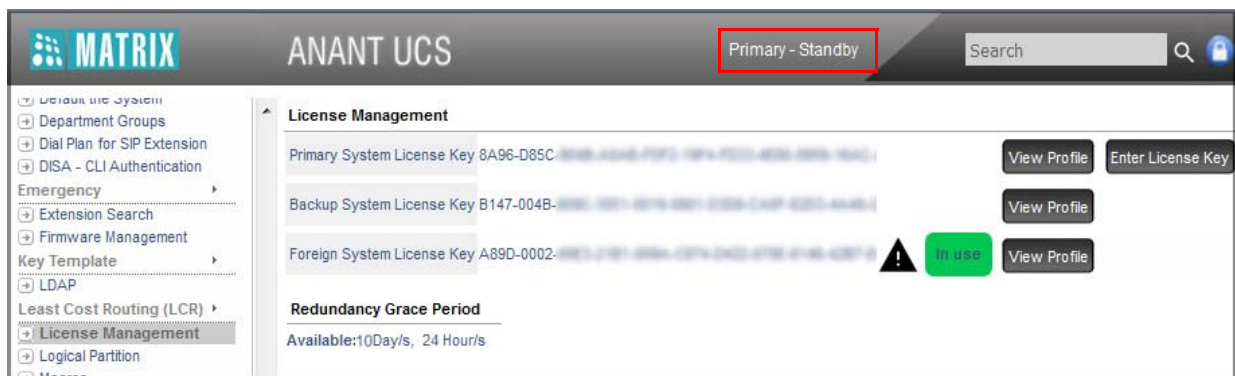 MATRIX ANANT UCS Primary - Standby Search
Default the System
Department Groups
Dial Plan for SIP Extension
DISA - CLI Authentication
Emergency
Extension Search
Firmware Management
Key Template
LDAP
Least Cost Routing (LCR)
License Management
Logical Partition
License Management
Primary System License Key 8A96-D85C- View Profile Enter License Key
Backup System License Key B147-004B- View Profile
Foreign System License Key A89D-0002- In use View Profile
Redundancy Grace Period
Available:10Day/s, 24 Hour/s